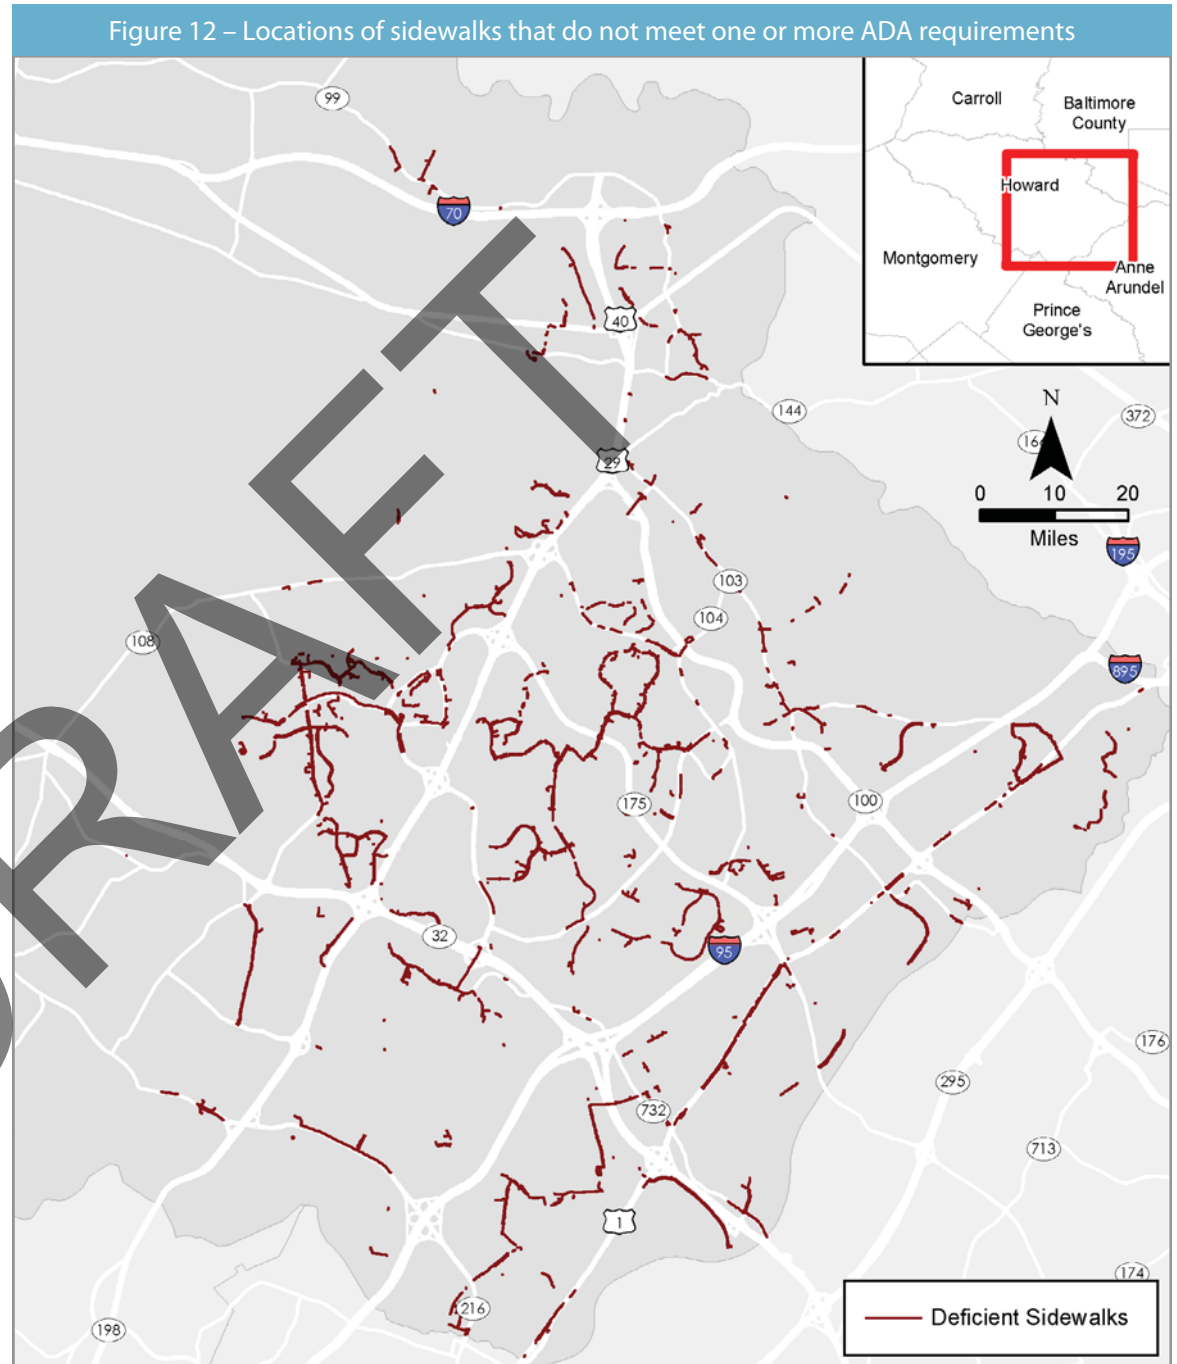 Figure 12 – Locations of sidewalks that do not meet one or more ADA requirements
99
Carroll
Baltimore
County
Howard
70
Montgomery
Anne
Arundel
Prince
George's
40
144
N
372
29
0 10 20
Miles
195
103
104
108
895
175
100
32
95
176
295
732
713
1
174
216
Deficient Sidewalks
198
DRAFT